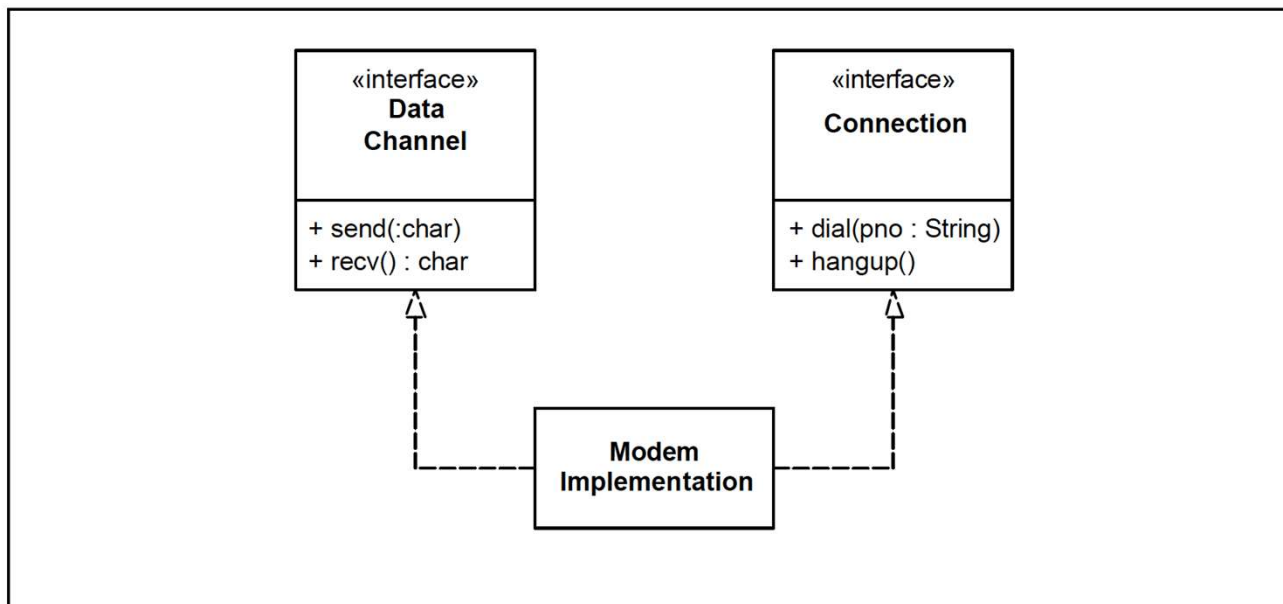 «interface»
Data
Channel
+ send(:char)
+ recv() : char
«interface»
Connection
+ dial(pno : String)
+ hangup()
Modem
Implementation